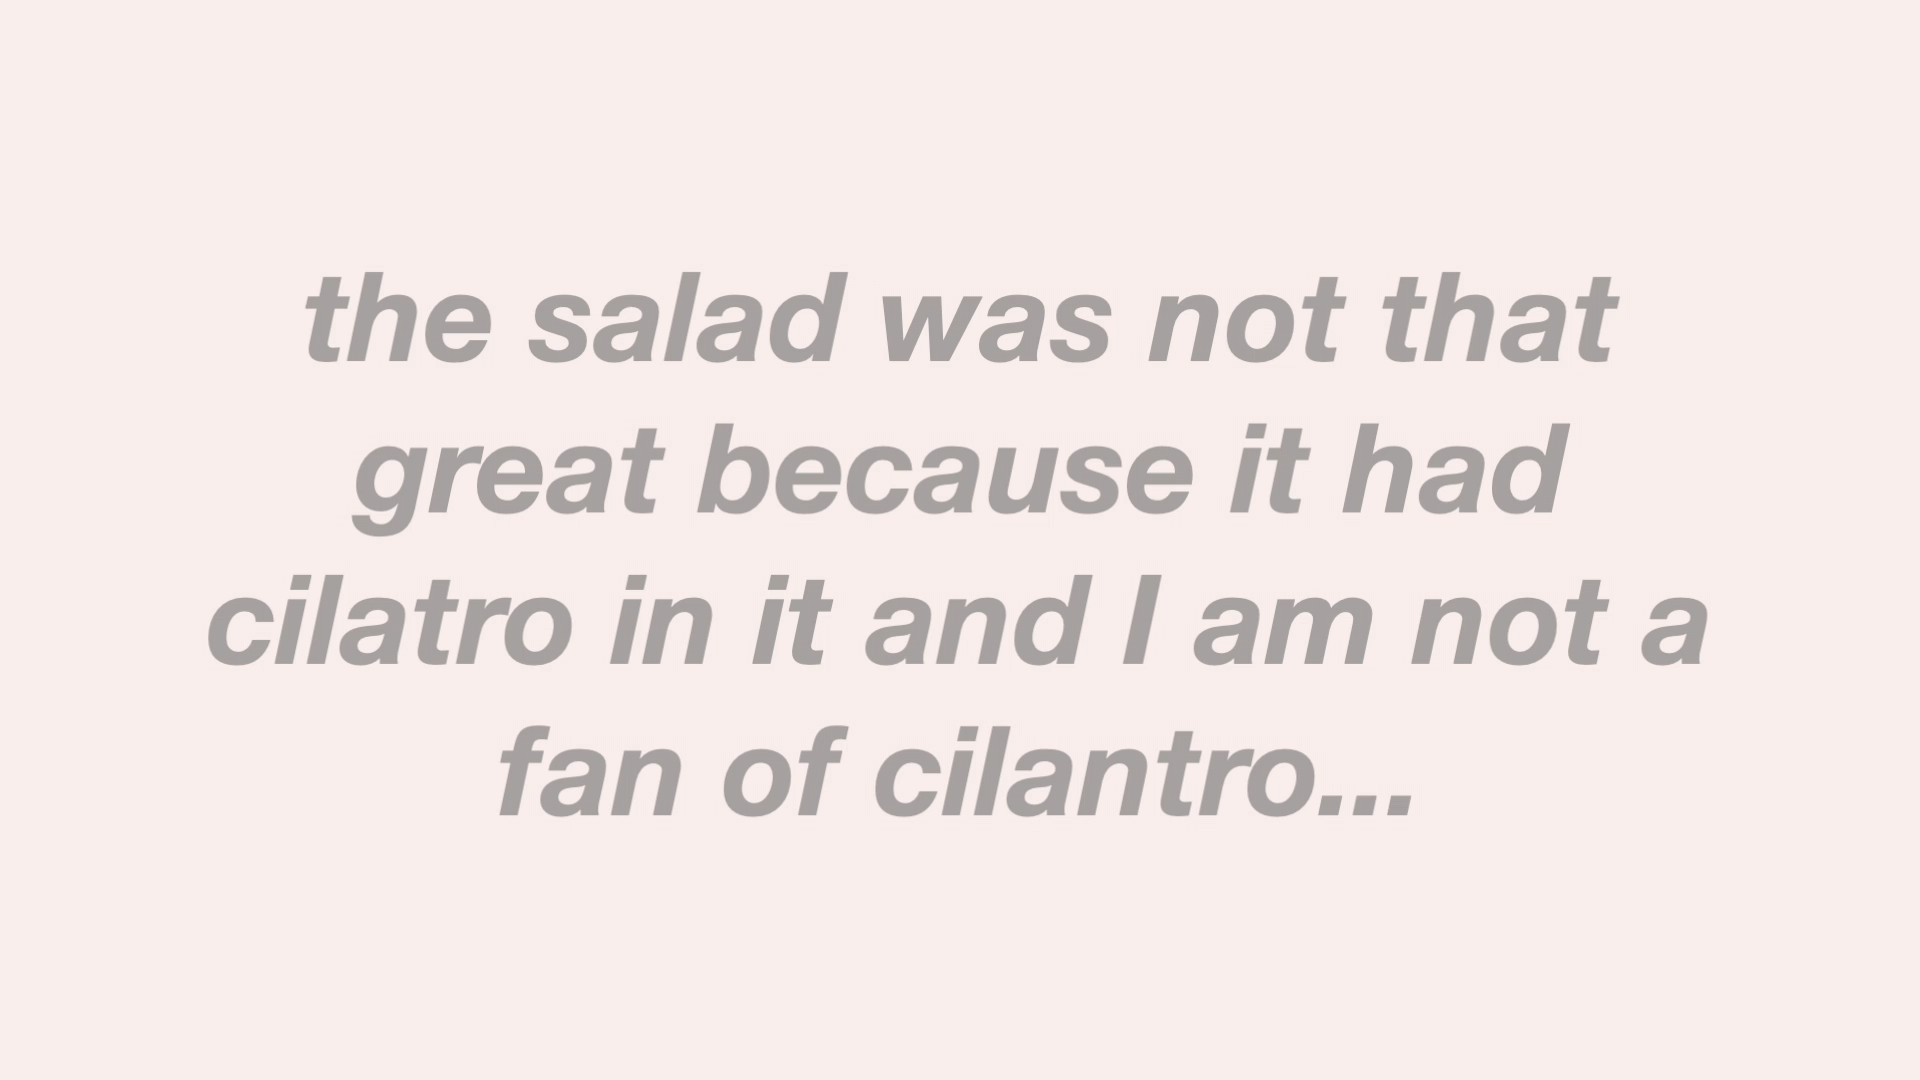 the salad was not that
great because it had
cilatro in it and I am not a
fan of cilantro...